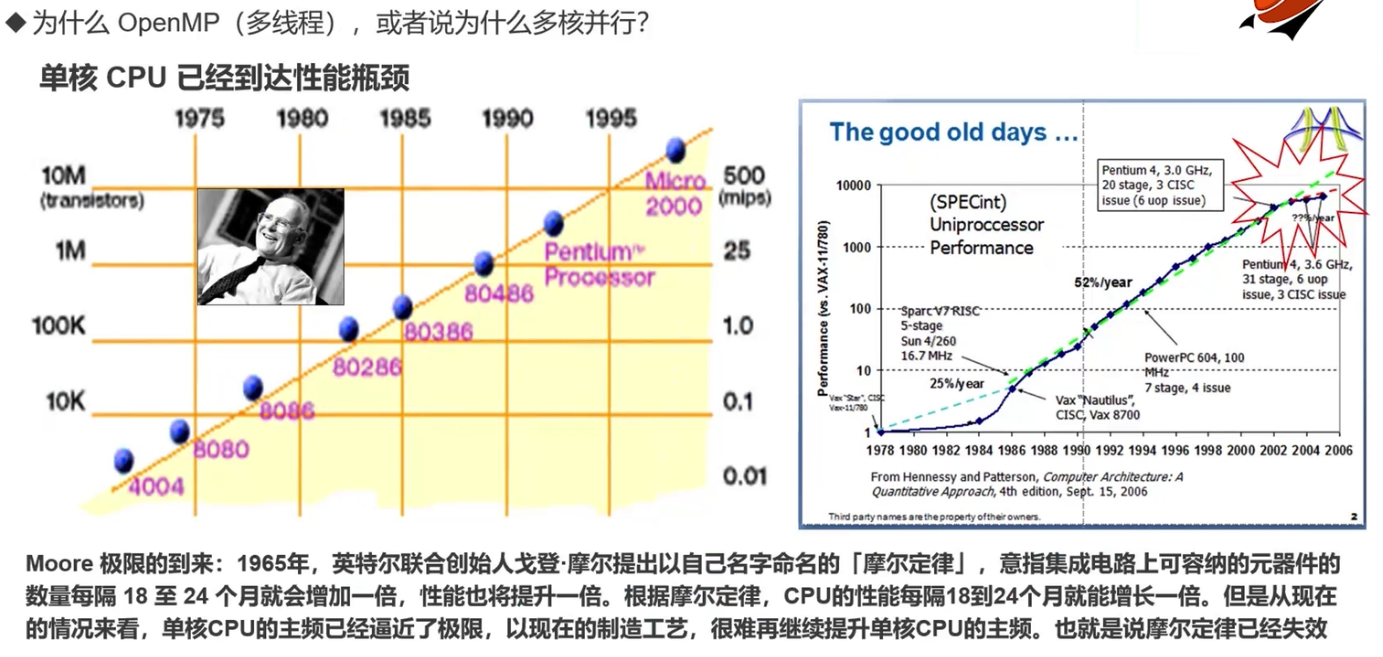 ◆ 为什么 OpenMP（多线程），或者说为什么多核并行？
单核 CPU 已经到达性能瓶颈
1975 1980 1985 1990 1995
10M
(transistors)
1M
100K
10K
500
(mips)
25
1.0
0.1
0.01
Micro
2000
Pentium™
Processor
80486
80386
80286
8086
8080
4004
The good old days …
Pentium 4, 3.0 GHz,
20 stage, 3 CISC
issue (6 uop issue)
(SPECint)
Uniproccessor
Performance
Performance (vs. VAX-11/780)
10000
1000
100
10
1
??%/year
Pentium 4, 3.6 GHz,
31 stage, 6 uop
issue, 3 CISC issue
52%/year
Sparc V7 RISC
5-stage
Sun 4/260
16.7 MHz
PowerPC 604, 100
MHz
7 stage, 4 issue
25%/year
Vax "Star", CISC
Vax-11/780
Vax "Nautilus",
CISC, Vax 8700
1978 1980 1982 1984 1986 1988 1990 1992 1994 1996 1998 2000 2002 2004 2006
From Hennessy and Patterson, Computer Architecture: A
Quantitative Approach, 4th edition, Sept. 15, 2006
Third party names are the property of their owners.
2
Moore 极限的到来：1965年，英特尔联合创始人戈登·摩尔提出以自己名字命名的「摩尔定律」，意指集成电路上可容纳的元器件的
数量每隔 18 至 24 个月就会增加一倍，性能也将提升一倍。根据摩尔定律，CPU的性能每隔18到24个月就能增长一倍。但是从现在
的情况来看，单核CPU的主频已经逼近了极限，以现在的制造工艺，很难再继续提升单核CPU的主频。也就是说摩尔定律已经失效